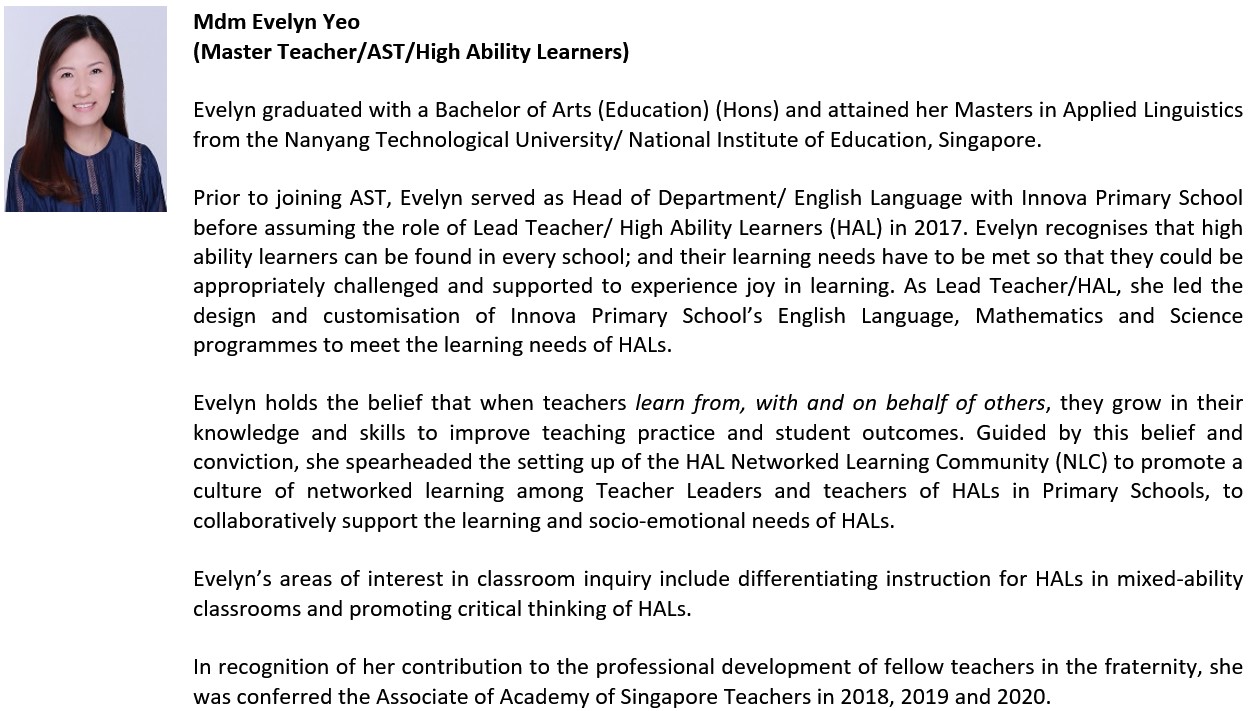 Mdm Evelyn Yeo
(Master Teacher/AST/High Ability Learners)
Evelyn graduated with a Bachelor of Arts (Education) (Hons) and attained her Masters in Applied Linguistics
from the Nanyang Technological University/ National Institute of Education, Singapore.
Prior to joining AST, Evelyn served as Head of Department/ English Language with Innova Primary School
before assuming the role of Lead Teacher/ High Ability Learners (HAL) in 2017. Evelyn recognises that high
ability learners can be found in every school; and their learning needs have to be met so that they could be
appropriately challenged and supported to experience joy in learning. As Lead Teacher/HAL, she led the
design and customisation of Innova Primary School’s English Language, Mathematics and Science
programmes to meet the learning needs of HALs.
Evelyn holds the belief that when teachers learn from, with and on behalf of others, they grow in their
knowledge and skills to improve teaching practice and student outcomes. Guided by this belief and
conviction, she spearheaded the setting up of the HAL Networked Learning Community (NLC) to promote a
culture of networked learning among Teacher Leaders and teachers of HALs in Primary Schools, to
collaboratively support the learning and socio-emotional needs of HALs.
Evelyn’s areas of interest in classroom inquiry include differentiating instruction for HALs in mixed-ability
classrooms and promoting critical thinking of HALs.
In recognition of her contribution to the professional development of fellow teachers in the fraternity, she
was conferred the Associate of Academy of Singapore Teachers in 2018, 2019 and 2020.